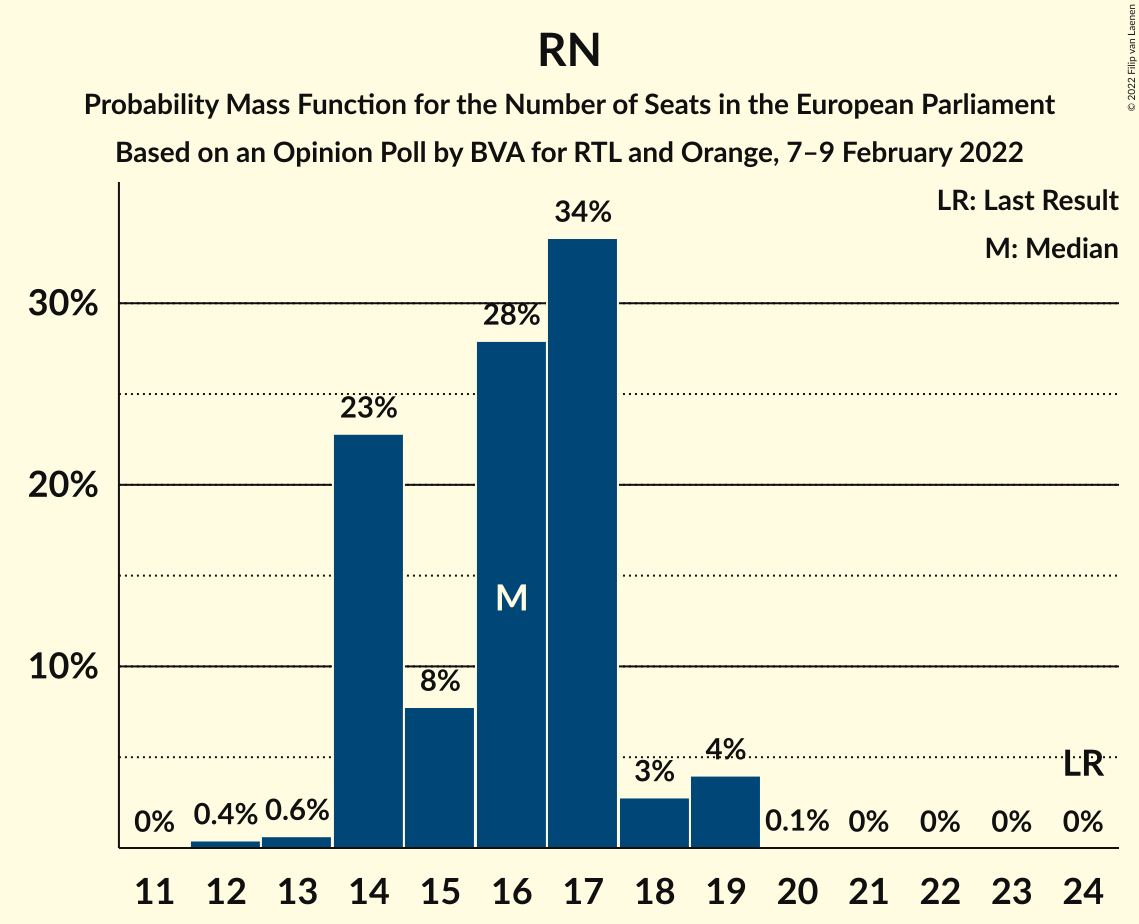 RN
Probability Mass Function for the Number of Seats in the European Parliament
Based on an Opinion Poll by BVA for RTL and Orange, 7–9 February 2022
© 2022 Filip van Laenen
LR: Last Result
M: Median
34%
30%
28%
23%
20%
M
10%
8%
4%
3%
LR
0% 0.4% 0.6% 0.1% 0% 0% 0% 0%
11 12 13 14 15 16 17 18 19 20 21 22 23 24